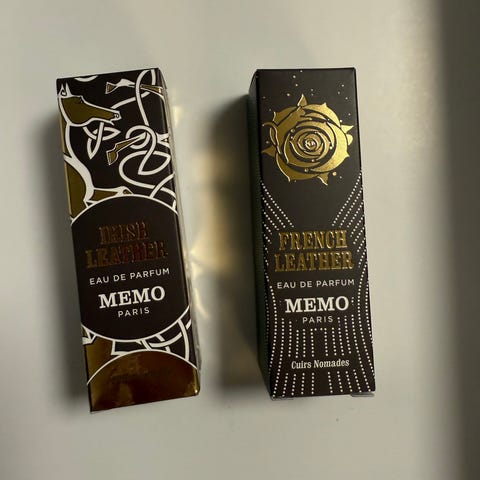 IRISH
LEATHER
EAU DE PARFUM
MEMO
PARIS
FRENCH
LEATHER
EAU DE PARFUM
MEMO
PARIS
Cuirs Nomades